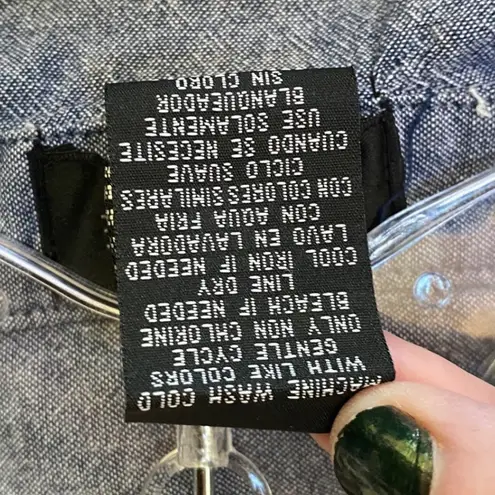 MACHINE WASH COLD
WITH LIKE COLORS
GENTLE CYCLE
ONLY NON CHLORINE
BLEACH IF NEEDED
LINE DRY
COOL IRON IF NEEDED
LAVO EN LAVADORA
CON AQUA FRIA
CON COLORES SIMILARES
CICLO SUAVE
CUANDO SE NECESITE
USE SOLAMENTE
BLANQUEADOR
SIN CLORO